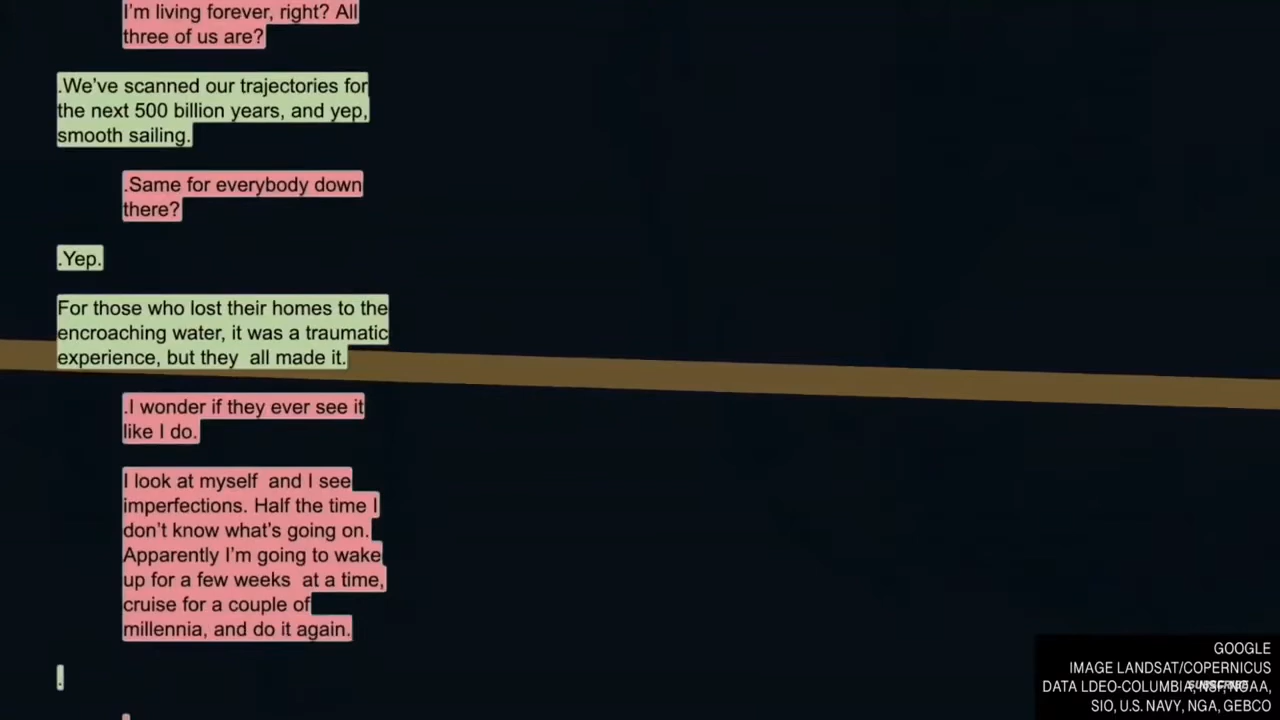 I'm living forever, right? All
three of us are?
.We've scanned our trajectories for
the next 500 billion years, and yep,
smooth sailing.
.Same for everybody down
there?
.Yep.
For those who lost their homes to the
encroaching water, it was a traumatic
experience, but they  all made it.
.I wonder if they ever see it
like I do.
I look at myself  and I see
imperfections. Half the time I
don't know what's going on.
Apparently I'm going to wake
up for a few weeks  at a time,
cruise for a couple of
millennia, and do it again.
.
GOOGLE
IMAGE LANDSAT/COPERNICUS
DATA LDEO-COLUMBIA, NSF, NOAA,
SUBSCRIBE
SIO, U.S. NAVY, NGA, GEBCO